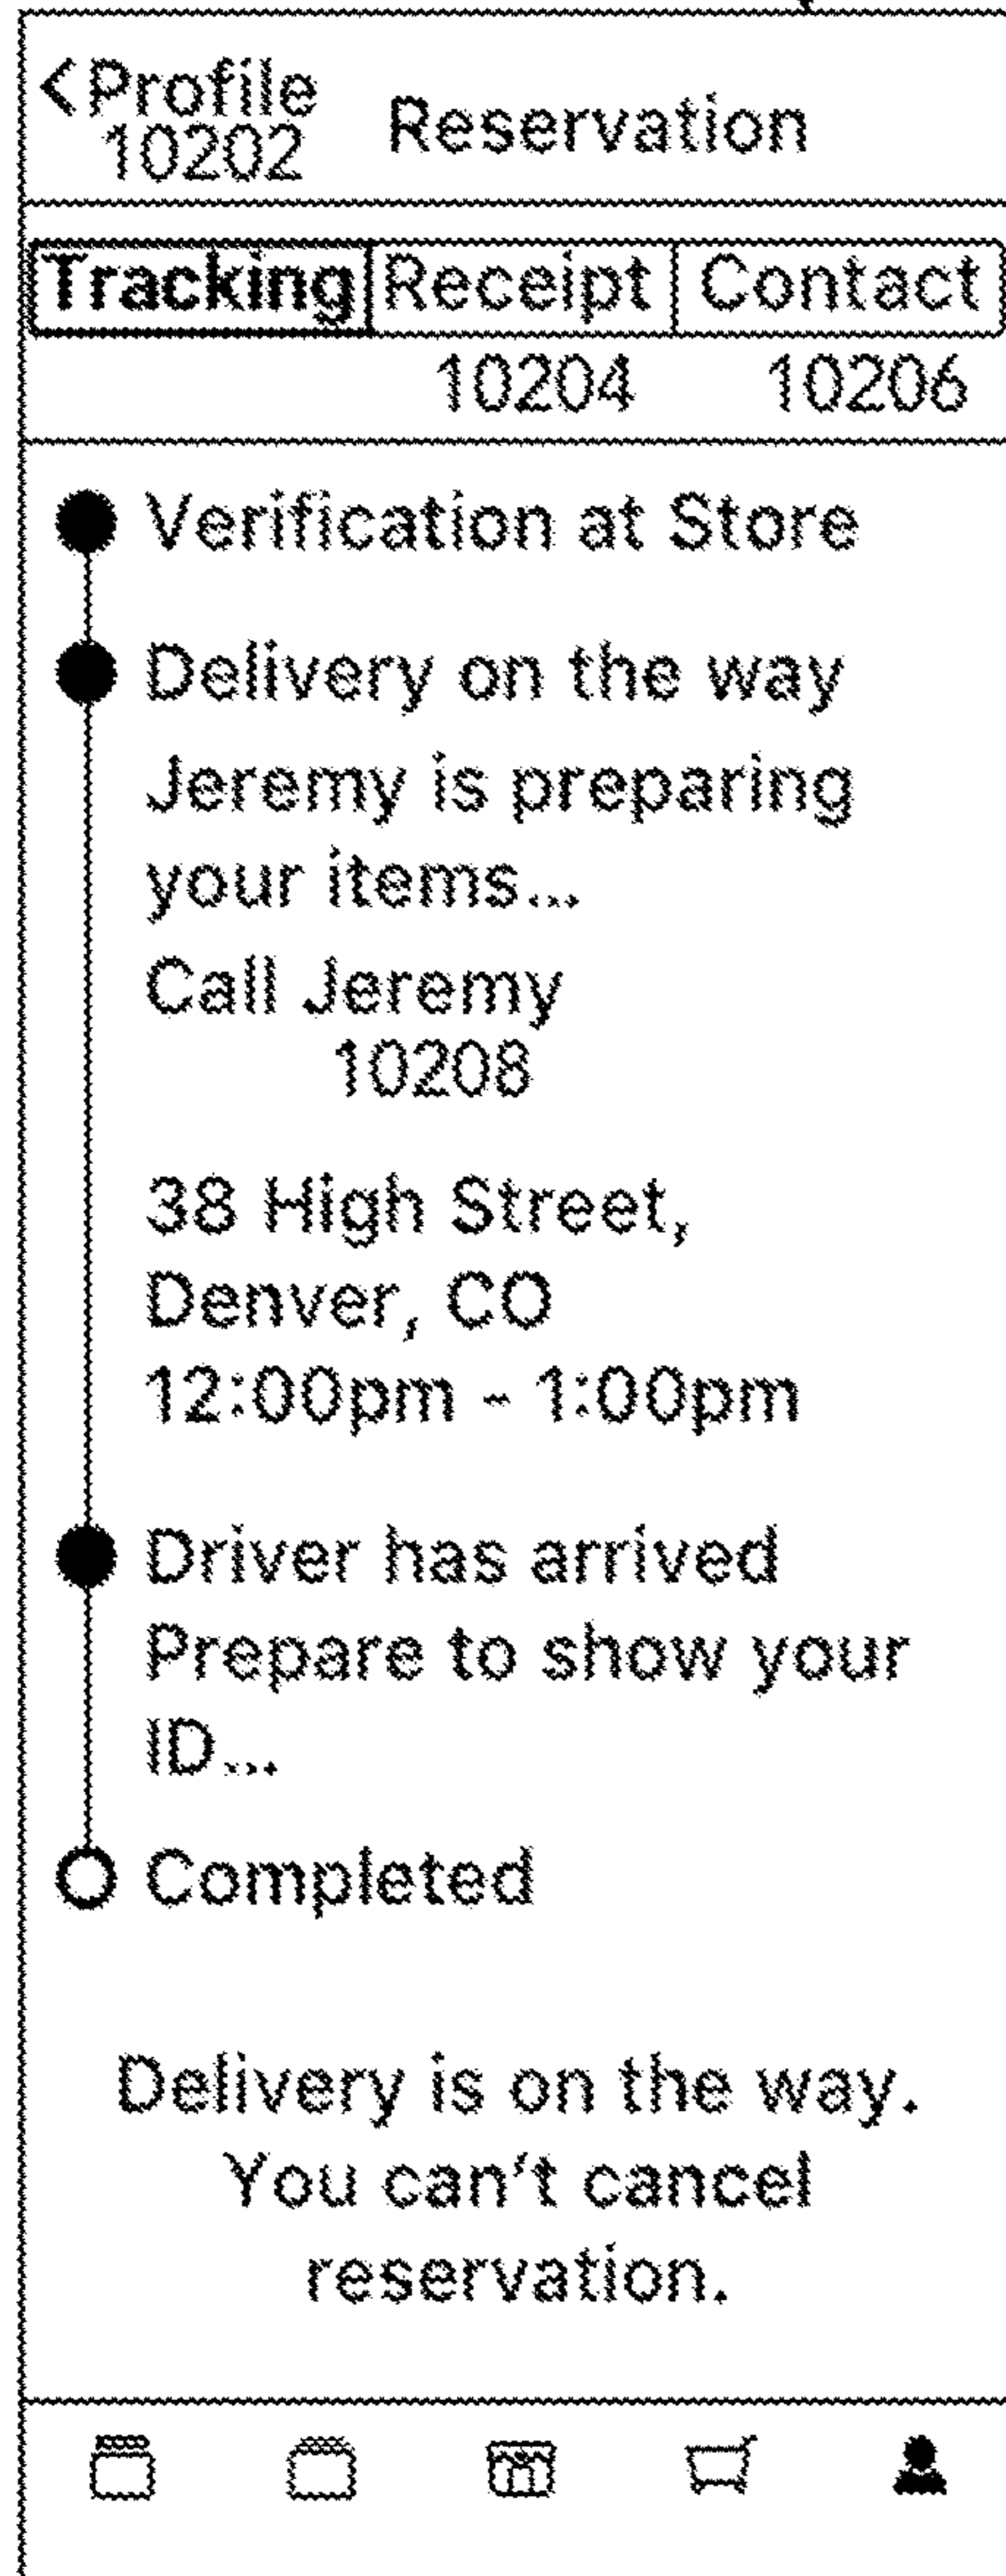 <Profile
10202
Reservation
Tracking Receipt Contact
10204 10206
Verification at Store
Delivery on the way
Jeremy is preparing
your items...
Call Jeremy
10208
38 High Street,
Denver, CO
12:00pm - 1:00pm
Driver has arrived
Prepare to show your
ID...
Completed
Delivery is on the way.
You can't cancel
reservation.